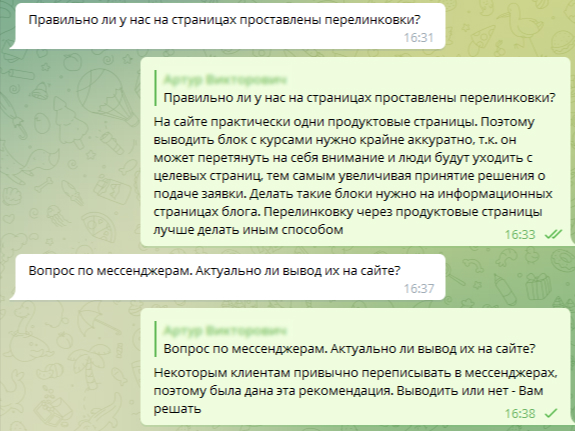 Правильно ли у нас на страницах проставлены перелинковки?
16:31
Правильно ли у нас на страницах проставлены перелинковки?
На сайте практически одни продуктовые страницы. Поэтому
выводить блок с курсами нужно крайне аккуратно, т.к. он
может перетянуть на себя внимание и люди будут уходить с
целевых страниц, тем самым увеличивая принятие решения о
подаче заявки. Делать такие блоки нужно на информационных
страницах блога. Перелинковку через продуктовые страницы
лучше делать иным способом
16:33
Вопрос по мессенджерам. Актуально ли вывод их на сайте?
16:37
Вопрос по мессенджерам. Актуально ли вывод их на сайте?
Некоторым клиентам привычно переписывать в мессенджерах,
поэтому была дана эта рекомендация. Выводить или нет - Вам
решать
16:38